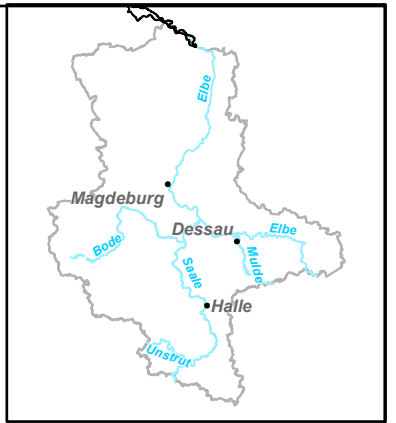 Elbe
Magdeburg
Dessau
Elbe
Bode
Mulde
Saale
Halle
Unstrut